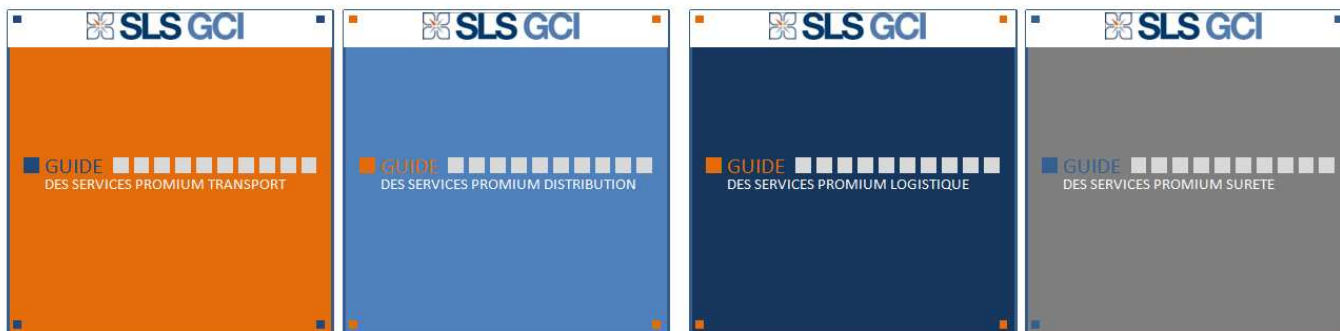 SLS GCI
GUIDE
DES SERVICES PROMIUM TRANSPORT
SLS GCI
GUIDE
DES SERVICES PROMIUM DISTRIBUTION
SLS GCI
GUIDE
DES SERVICES PROMIUM LOGISTIQUE
SLS GCI
GUIDE
DES SERVICES PROMIUM SURETE